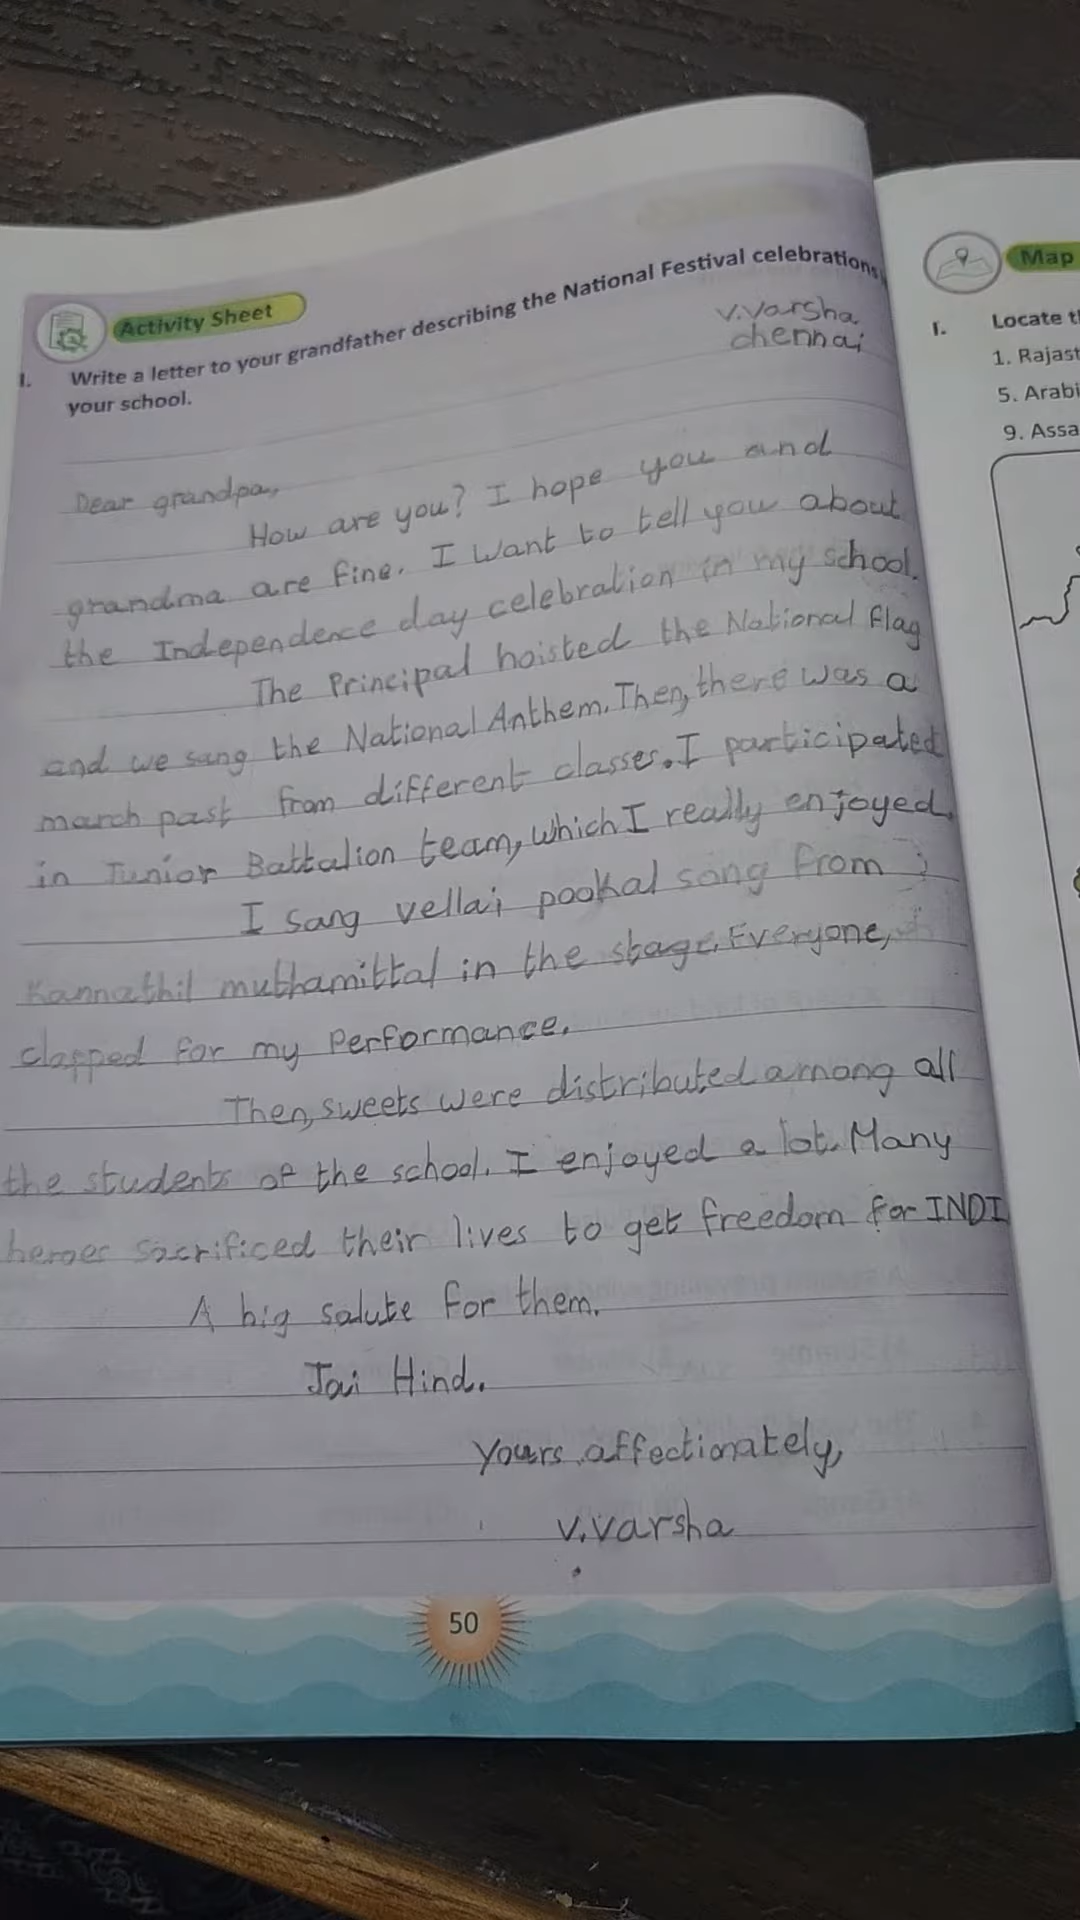 Activity Sheet
I. Write a letter to your grandfather describing the National Festival celebrations
your school.
V.Varsha
chennai
Dear grandpa,
How are you? I hope you and
grandma are fine. I want to tell you about
the Independence day celebration in my school.
The Principal hoisted the National flag
and we sang the National Anthem. Then, there was a
march past from different classes. I participated
in Junior Battalion team, which I really enjoyed.
I sang vellai pookal song from
Kannathil muthamittal in the stage. Everyone,
clapped for my Performance.
Then, sweets were distributed among all
the students of the school. I enjoyed a lot. Many
heroes sacrificed their lives to get freedom for INDI
A big salute for them.
Jai Hind.
Yours affectionately,
V.Varsha
50
Map
I. Locate
1. Rajast
5. Arabi
9. Assa